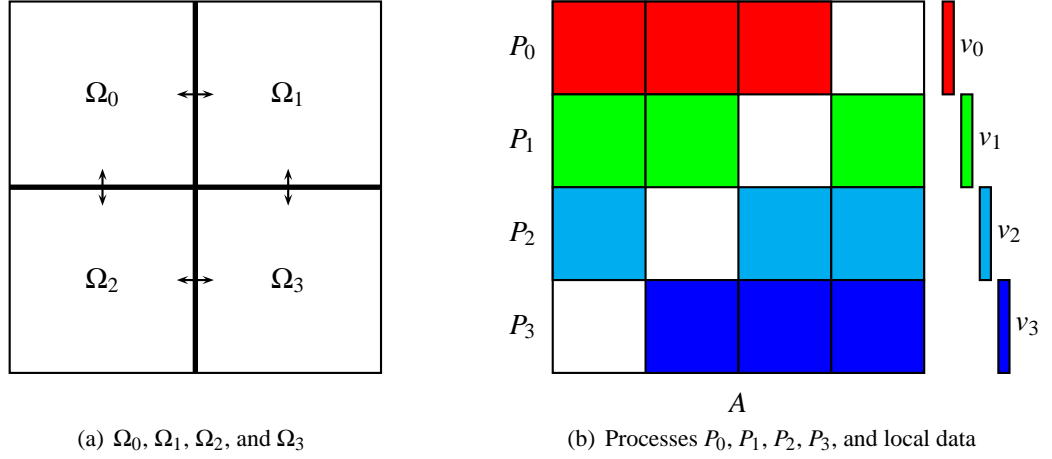 Ω₀ Ω₁
Ω₂ Ω₃
P₀ v₀
P₁ v₁
P₂ v₂
P₃ v₃
A
(a) Ω₀, Ω₁, Ω₂, and Ω₃
(b) Processes P₀, P₁, P₂, P₃, and local data